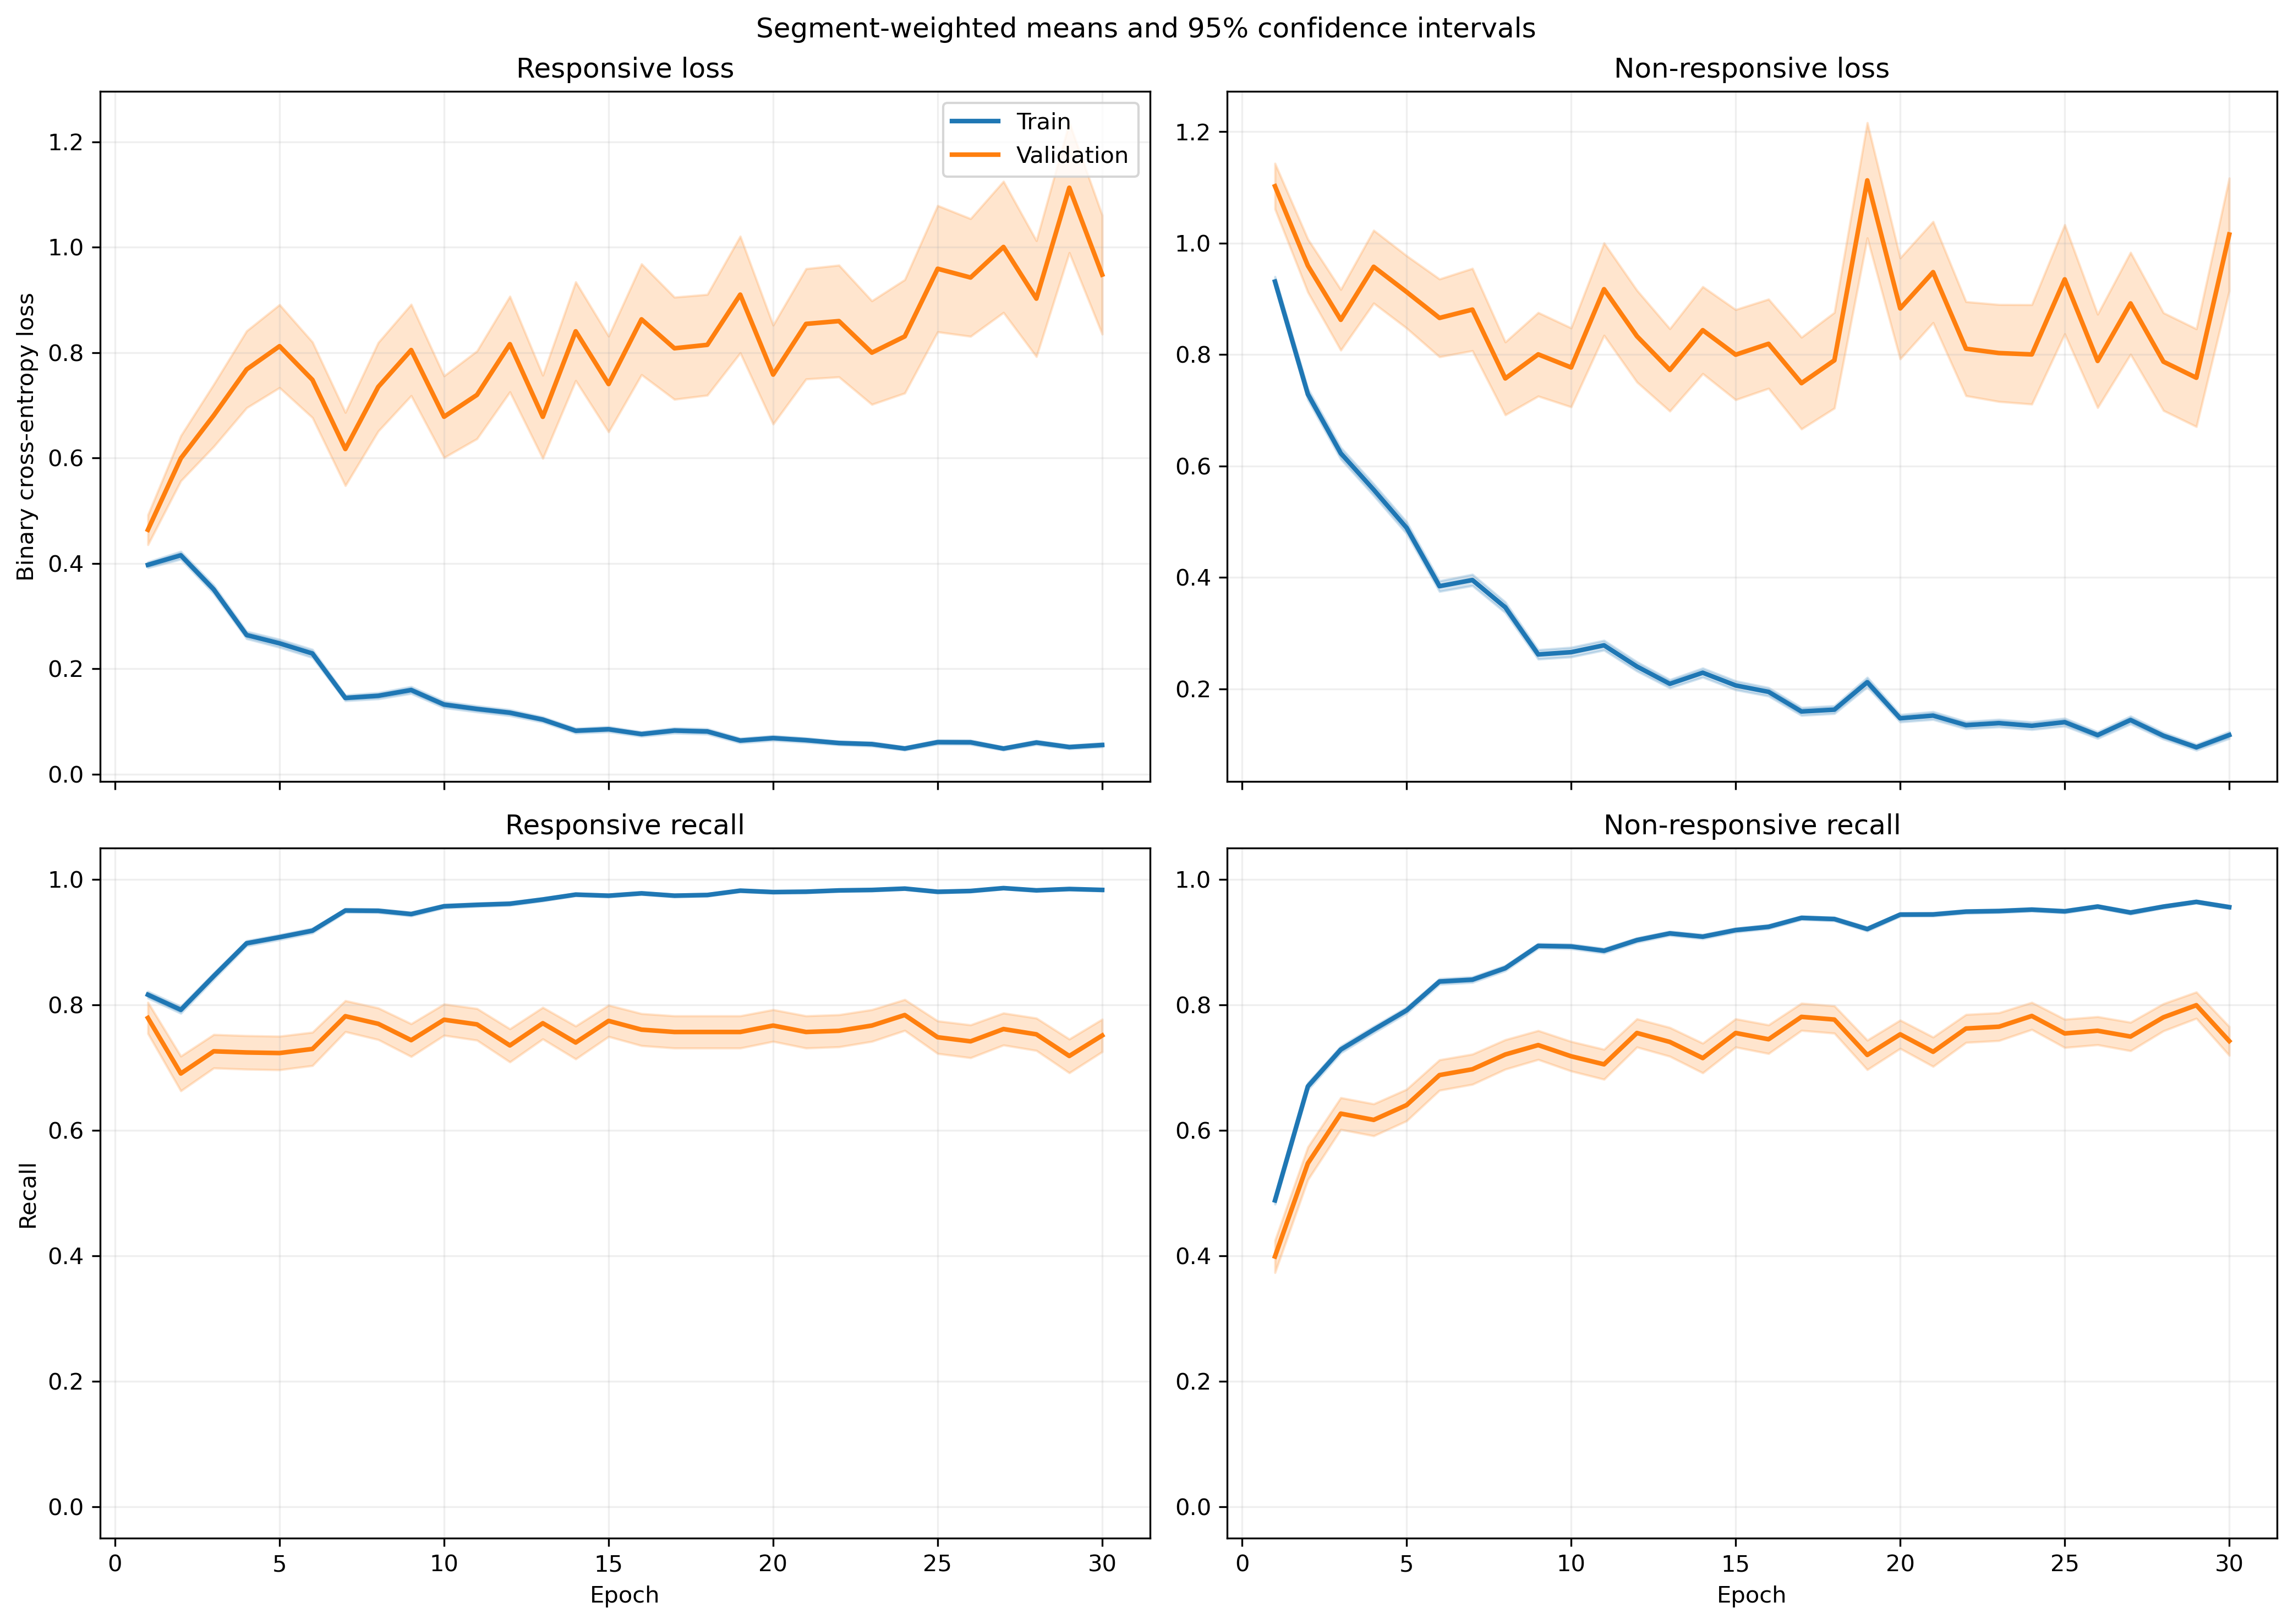 Segment-weighted means and 95% confidence intervals
Responsive loss
Non-responsive loss
Train
Validation
Binary cross-entropy loss
1.2
1.0
0.8
0.6
0.4
0.2
0.0
1.2
1.0
0.8
0.6
0.4
0.2
Responsive recall
Non-responsive recall
Recall
1.0
0.8
0.6
0.4
0.2
0.0
1.0
0.8
0.6
0.4
0.2
0.0
0 5 10 15 20 25 30
0 5 10 15 20 25 30
Epoch
Epoch